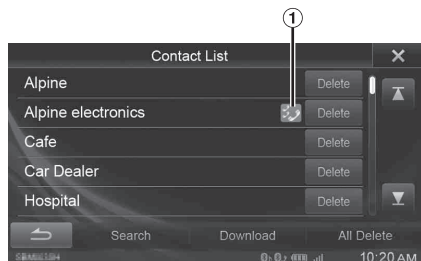 1
Contact List
Alpine Delete
Alpine electronics Delete
Cafe Delete
Car Dealer Delete
Hospital Delete
Search Download All Delete
10:20 AM